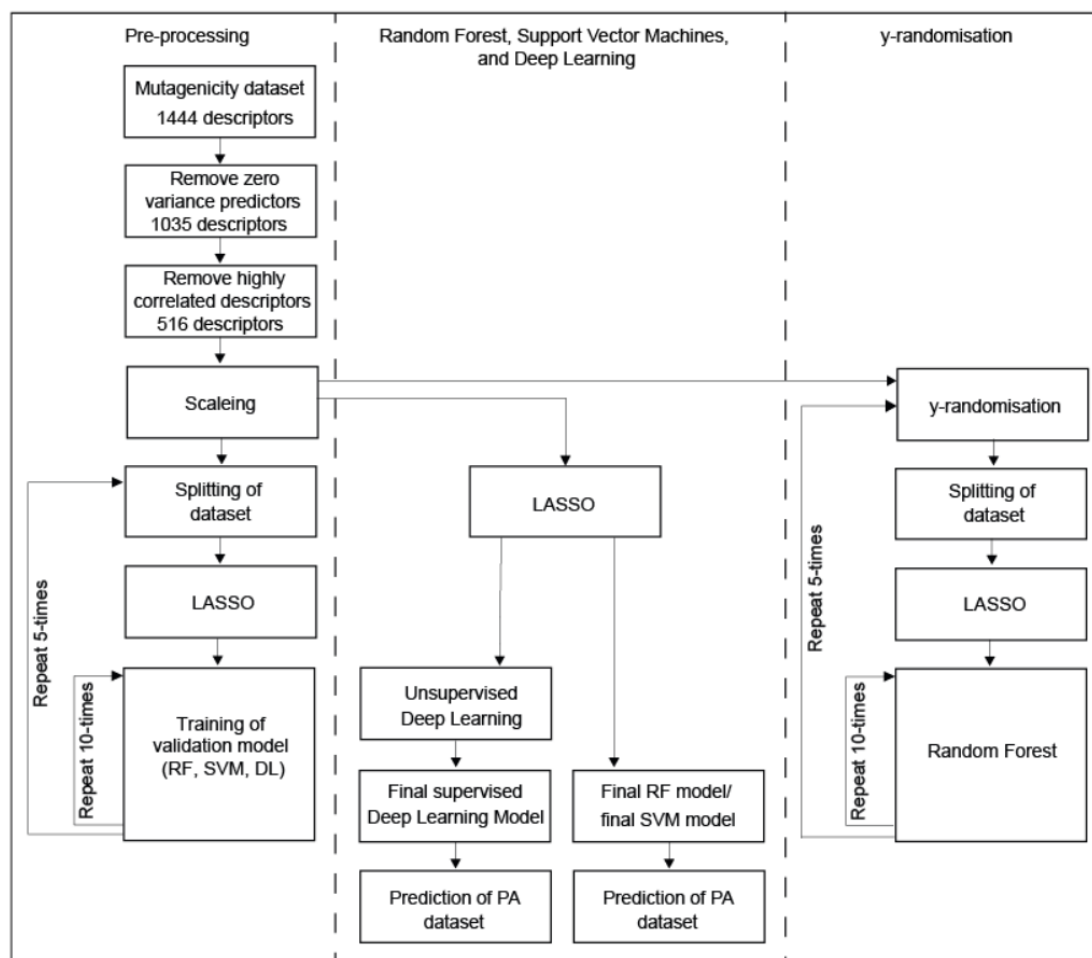 Pre-processing
Mutagenicity dataset
1444 descriptors
Remove zero
variance predictors
1035 descriptors
Remove highly
correlated descriptors
516 descriptors
Scaleing
Splitting of
dataset
LASSO
Training of
validation model
(RF, SVM, DL)
Repeat 5-times
Repeat 10-times
Random Forest, Support Vector Machines,
and Deep Learning
LASSO
Unsupervised
Deep Learning
Final supervised
Deep Learning Model
Prediction of PA
dataset
Final RF model/
final SVM model
Prediction of PA
dataset
y-randomisation
y-randomisation
Splitting of
dataset
LASSO
Random Forest
Repeat 5-times
Repeat 10-times